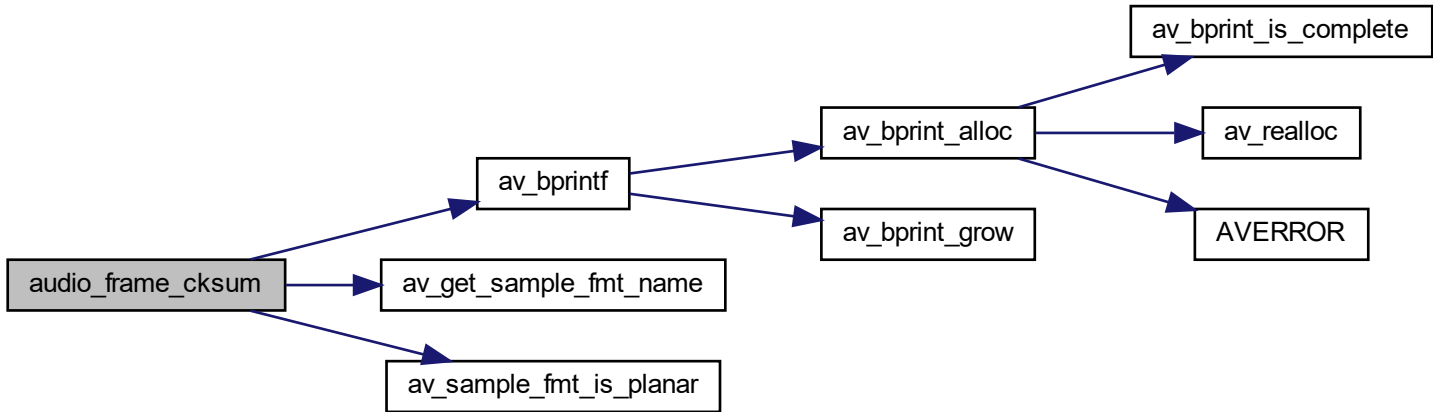 av_bprint_is_complete
av_bprint_alloc
av_realloc
av_bprintf
av_bprint_grow
AVERROR
audio_frame_cksum
av_get_sample_fmt_name
av_sample_fmt_is_planar